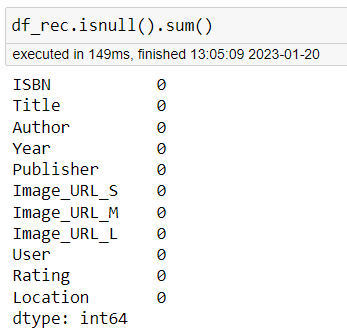 df_rec.isnull().sum()
executed in 149ms, finished 13:05:09 2023-01-20
ISBN 0
Title 0
Author 0
Year 0
Publisher 0
Image_URL_S 0
Image_URL_M 0
Image_URL_L 0
User 0
Rating 0
Location 0
dtype: int64